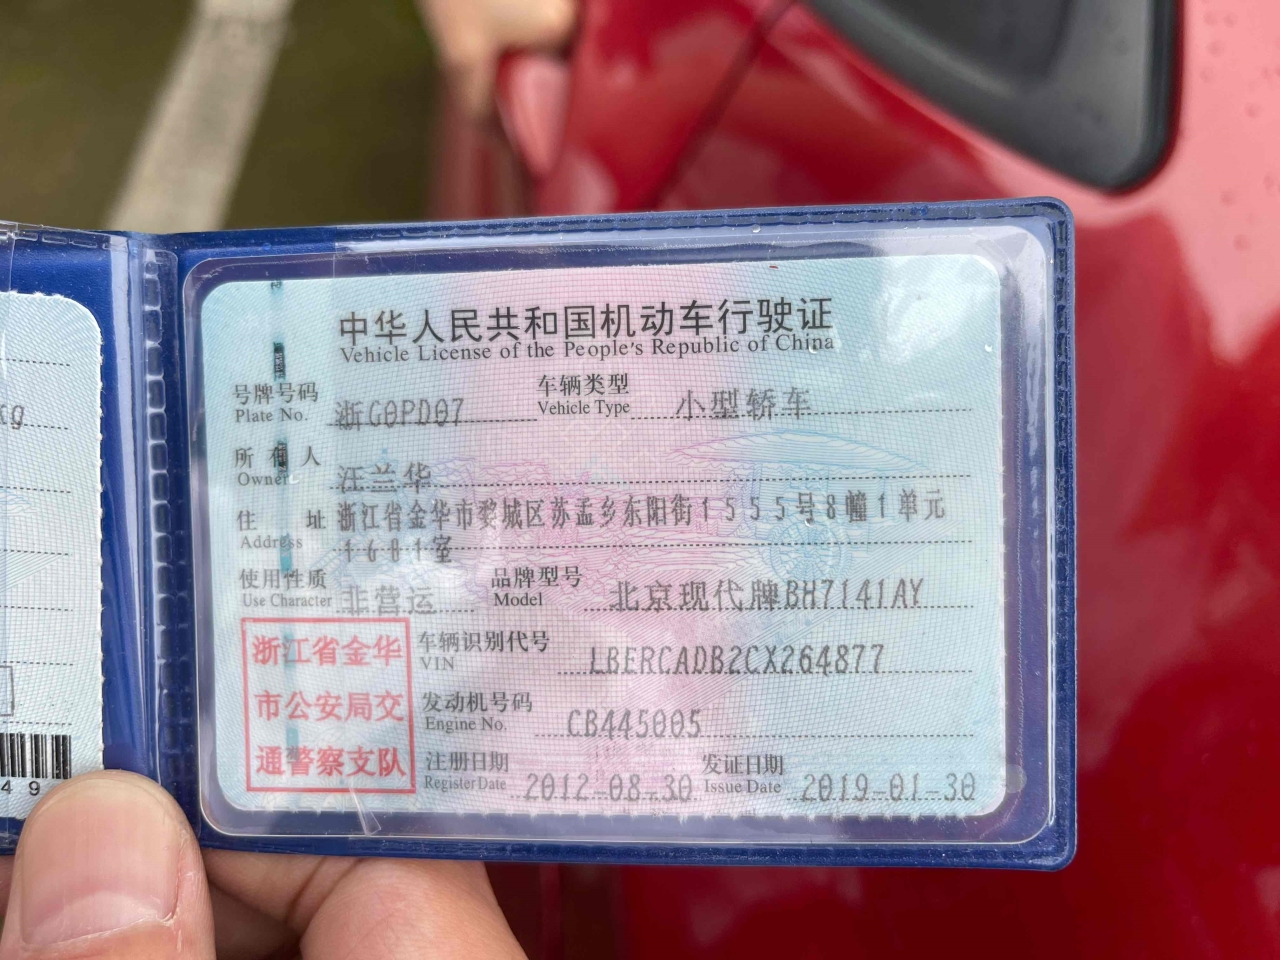 中华人民共和国机动车行驶证
Vehicle License of the People's Republic of China
号牌号码 浙G0PD07 车辆类型 小型轿车
Plate No. Vehicle Type
所有人 汪兰华
Owner
住址 浙江省金华市婺城区苏孟乡东阳街1555号8幢1单元
Address 1601室
使用性质 非营运 品牌型号 北京现代牌BH7141AY
Use Character Model
浙江省金华
市公安局交
通警察支队
车辆识别代号 LBERCADB2CX264877
VIN
发动机号码 CB445005
Engine No.
注册日期 2012-08-30 发证日期 2019-01-30
Register Date Issue Date
kg
49